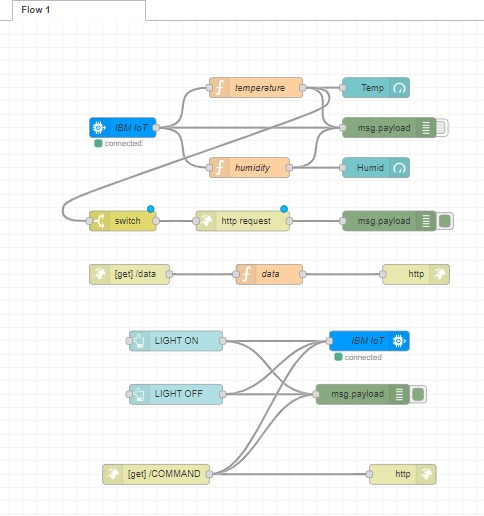 Flow 1
temperature
Temp
IBM IoT
msg.payload
connected
humidity
Humid
switch
http request
msg.payload
[get] /data
data
http
LIGHT ON
IBM IoT
connected
LIGHT OFF
msg.payload
[get] /COMMAND
http